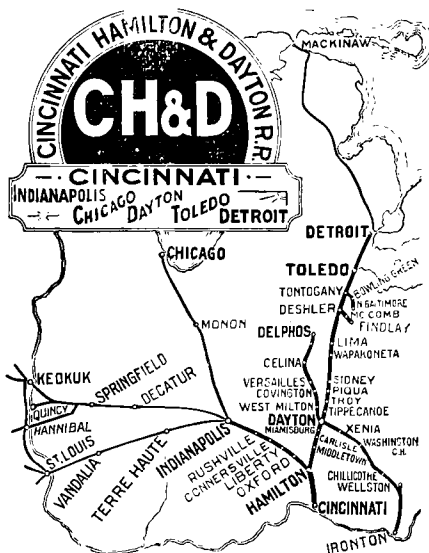 CINCINNATI HAMILTON & DAYTON R.R.
CH&D
CINCINNATI
INDIANAPOLIS
CHICAGO
DAYTON
TOLEDO
DETROIT
MACKINAW
DETROIT
TOLEDO
BOWLING GREEN
TONTOGANY
N BALTIMORE
DESHLER
MC COMB
FINDLAY
CHICAGO
MONON
DELPHOS
LIMA
WAPAKONETA
CELINA
VERSAILLES
COVINGTON
WEST MILTON
SIDNEY
PIQUA
TROY
TIPPECANOE
DAYTON
MIAMISBURG
XENIA
WASHINGTON
C.H.
CARLISLE
MIDDLETOWN
CHILLICOTHE
WELLSTON
KEOKUK
SPRINGFIELD
DECATUR
QUINCY
HANNIBAL
ST. LOUIS
VANDALIA
TERRE HAUTE
INDIANAPOLIS
RUSHVILLE
CONNERSVILLE
LIBERTY
OXFORD
HAMILTON
CINCINNATI
IRONTON